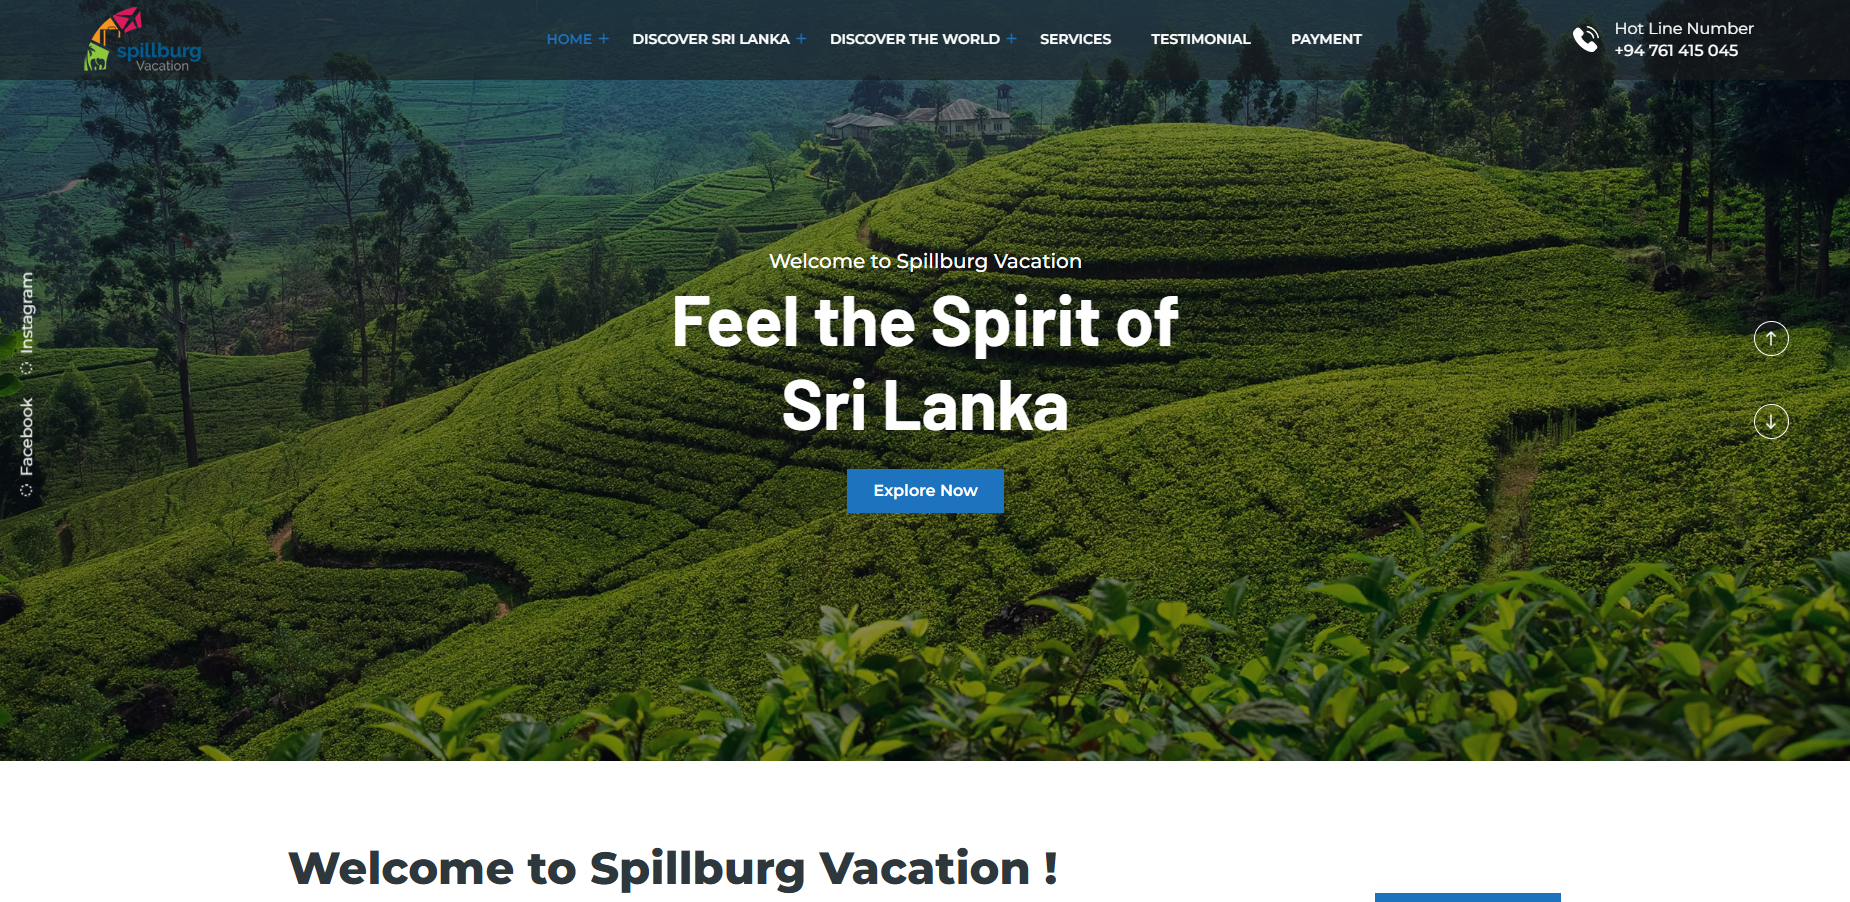 spillburg
Vacation
HOME +
DISCOVER SRI LANKA +
DISCOVER THE WORLD +
SERVICES
TESTIMONIAL
PAYMENT
Hot Line Number
+94 761 415 045
Instagram
Facebook
Welcome to Spillburg Vacation
Feel the Spirit of
Sri Lanka
Explore Now
Welcome to Spillburg Vacation !